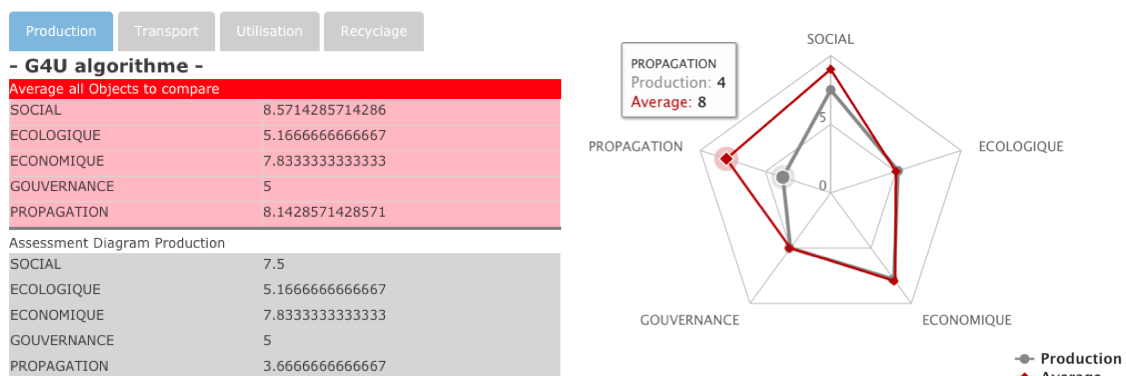 Production Transport Utilisation Recyclage
- G4U algorithme -
Average all Objects to compare
SOCIAL 8.5714285714286
ECOLOGIQUE 5.1666666666667
ECONOMIQUE 7.8333333333333
GOUVERNANCE 5
PROPAGATION 8.1428571428571
Assessment Diagram Production
SOCIAL 7.5
ECOLOGIQUE 5.1666666666667
ECONOMIQUE 7.8333333333333
GOUVERNANCE 5
PROPAGATION 3.6666666666667
SOCIAL
PROPAGATION
Production: 4
Average: 8
5
PROPAGATION
ECOLOGIQUE
0
GOUVERNANCE
ECONOMIQUE
Production
Average